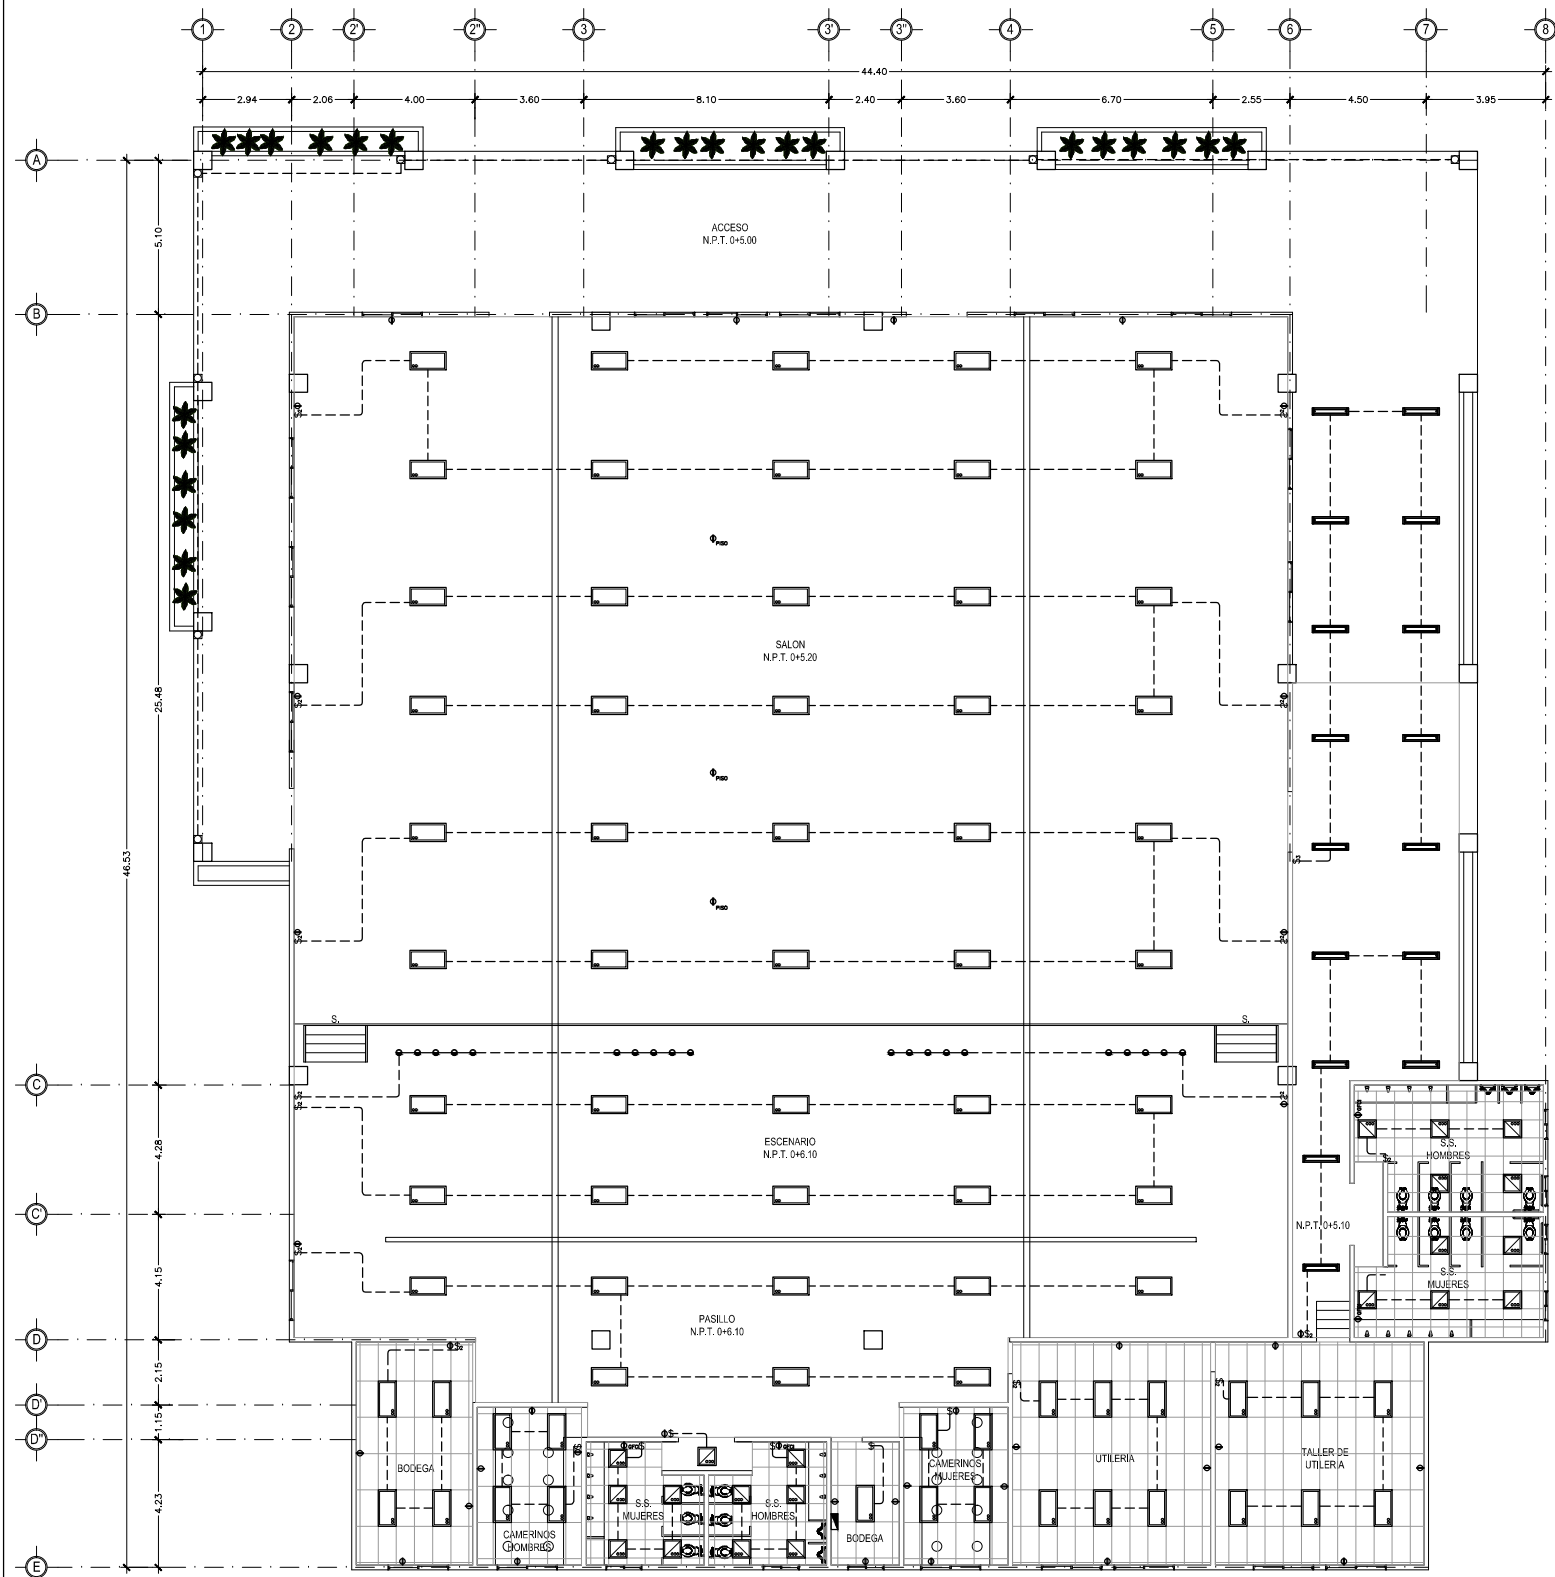 1 2 2' 2" 3 3' 3" 4 5 6 7 8
44.40
2.94 2.06 4.00 3.60 8.10 2.40 3.60 6.70 2.55 4.50 3.95
A
5.10
ACCESO
N.P.T. 0+5.00
B
25.48
46.53
PISO
SALON
N.P.T. 0+5.20
PISO
PISO
S. S.
C
4.28
ESCENARIO
N.P.T. 0+6.10
S.S.
HOMBRES
C'
4.15
N.P.T. 0+5.10
S.S.
MUJERES
PASILLO
N.P.T. 0+6.10
D
2.15
D'
1.15
D"
4.23
BODEGA
CAMERINOS
HOMBRES
S.S.
MUJERES
S.S.
HOMBRES
BODEGA
CAMERINOS
MUJERES
UTILERIA
TALLER DE
UTILERIA
E